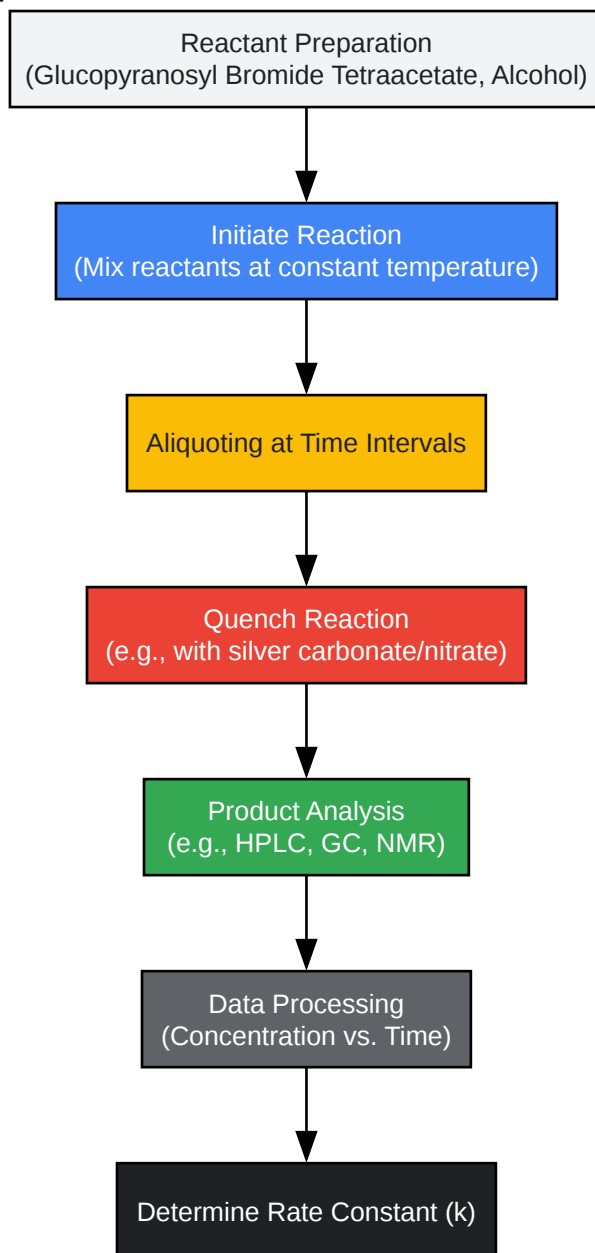 Reactant Preparation
(Glucopyranosyl Bromide Tetraacetate, Alcohol)
Initiate Reaction
(Mix reactants at constant temperature)
Aliquoting at Time Intervals
Quench Reaction
(e.g., with silver carbonate/nitrate)
Product Analysis
(e.g., HPLC, GC, NMR)
Data Processing
(Concentration vs. Time)
Determine Rate Constant (k)